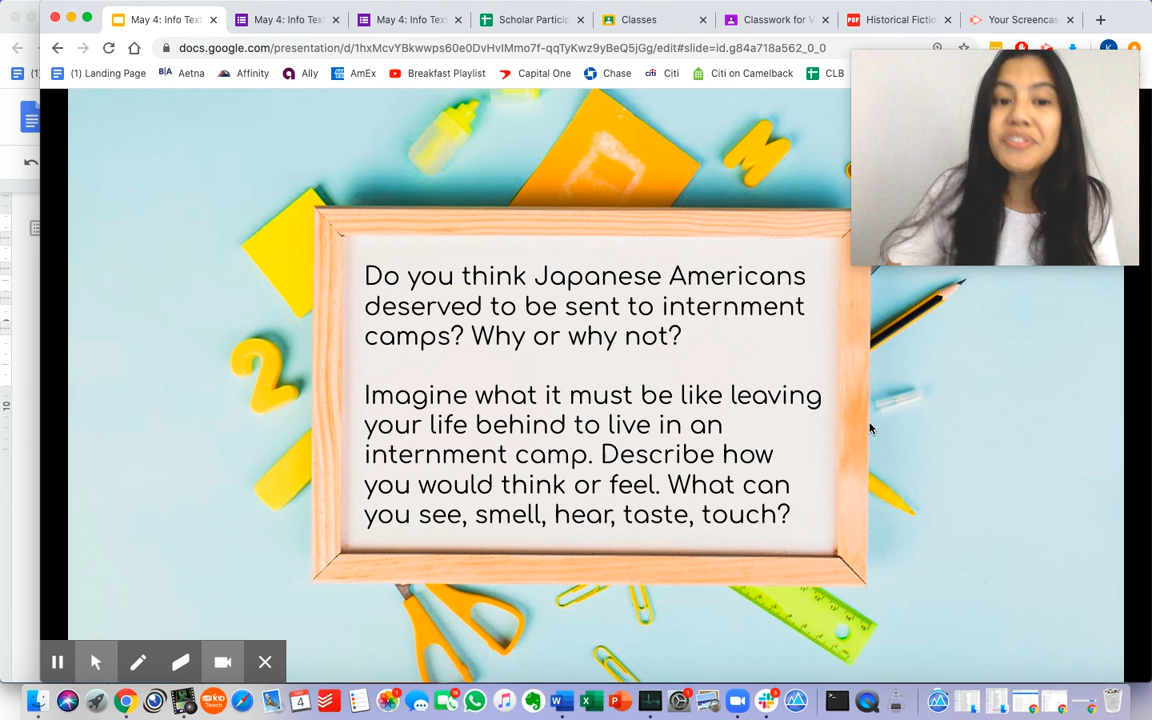 May 4: Info Text
May 4: Info Tex
May 4: Info Tex
Scholar Particip
Classes
Classwork for V
Historical Fictic
Your Screencas
docs.google.com/presentation/d/1hxMcvYBkwwps60e0DvHvIMmo7f-qqTyKwz9yBeQ5jGg/edit#slide=id.g84a718a562_0_0
(1) Landing Page
Aetna
Affinity
Ally
AmEx
Breakfast Playlist
Capital One
Chase
Citi
Citi on Camelback
CLB
Do you think Japanese Americans
deserved to be sent to internment
camps? Why or why not?
Imagine what it must be like leaving
your life behind to live in an
internment camp. Describe how
you would think or feel. What can
you see, smell, hear, taste, touch?